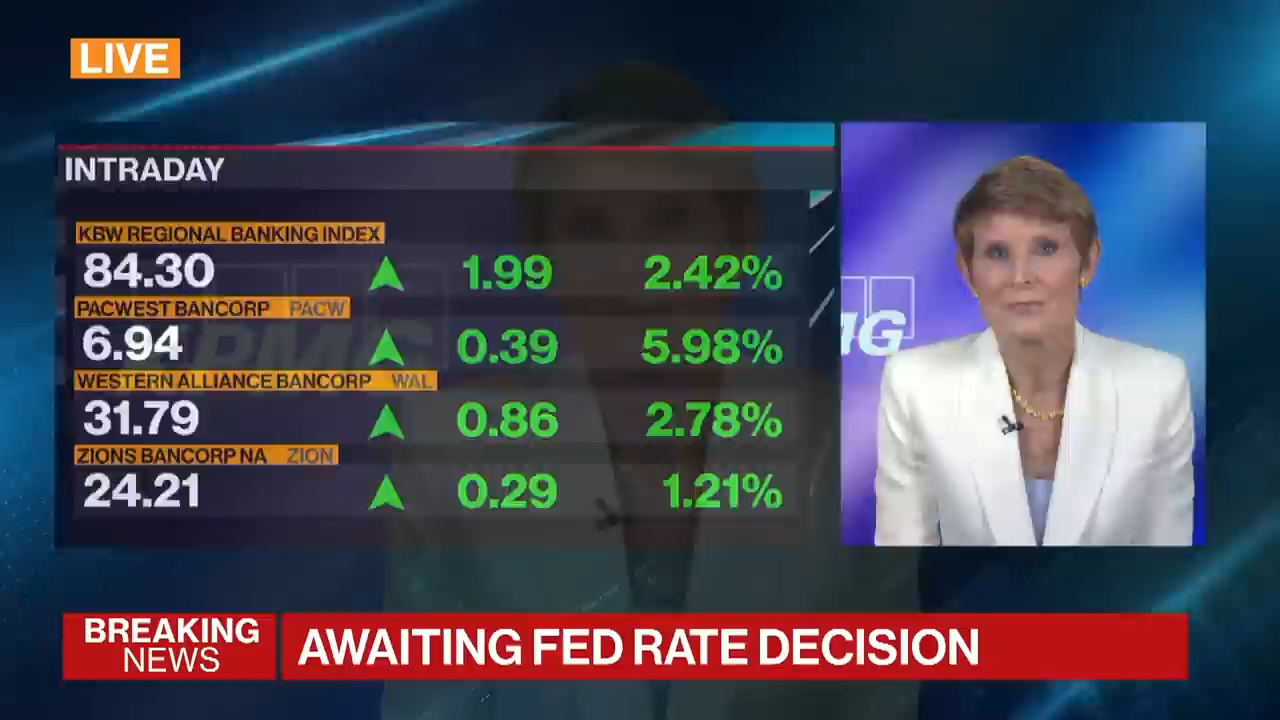 LIVE
INTRADAY
KBW REGIONAL BANKING INDEX
84.30 1.99 2.42%
PACWEST BANCORP PACW
6.94 0.39 5.98%
WESTERN ALLIANCE BANCORP WAL
31.79 0.86 2.78%
ZIONS BANCORP NA ZION
24.21 0.29 1.21%
KPMG
MG
BREAKING
NEWS
AWAITING FED RATE DECISION